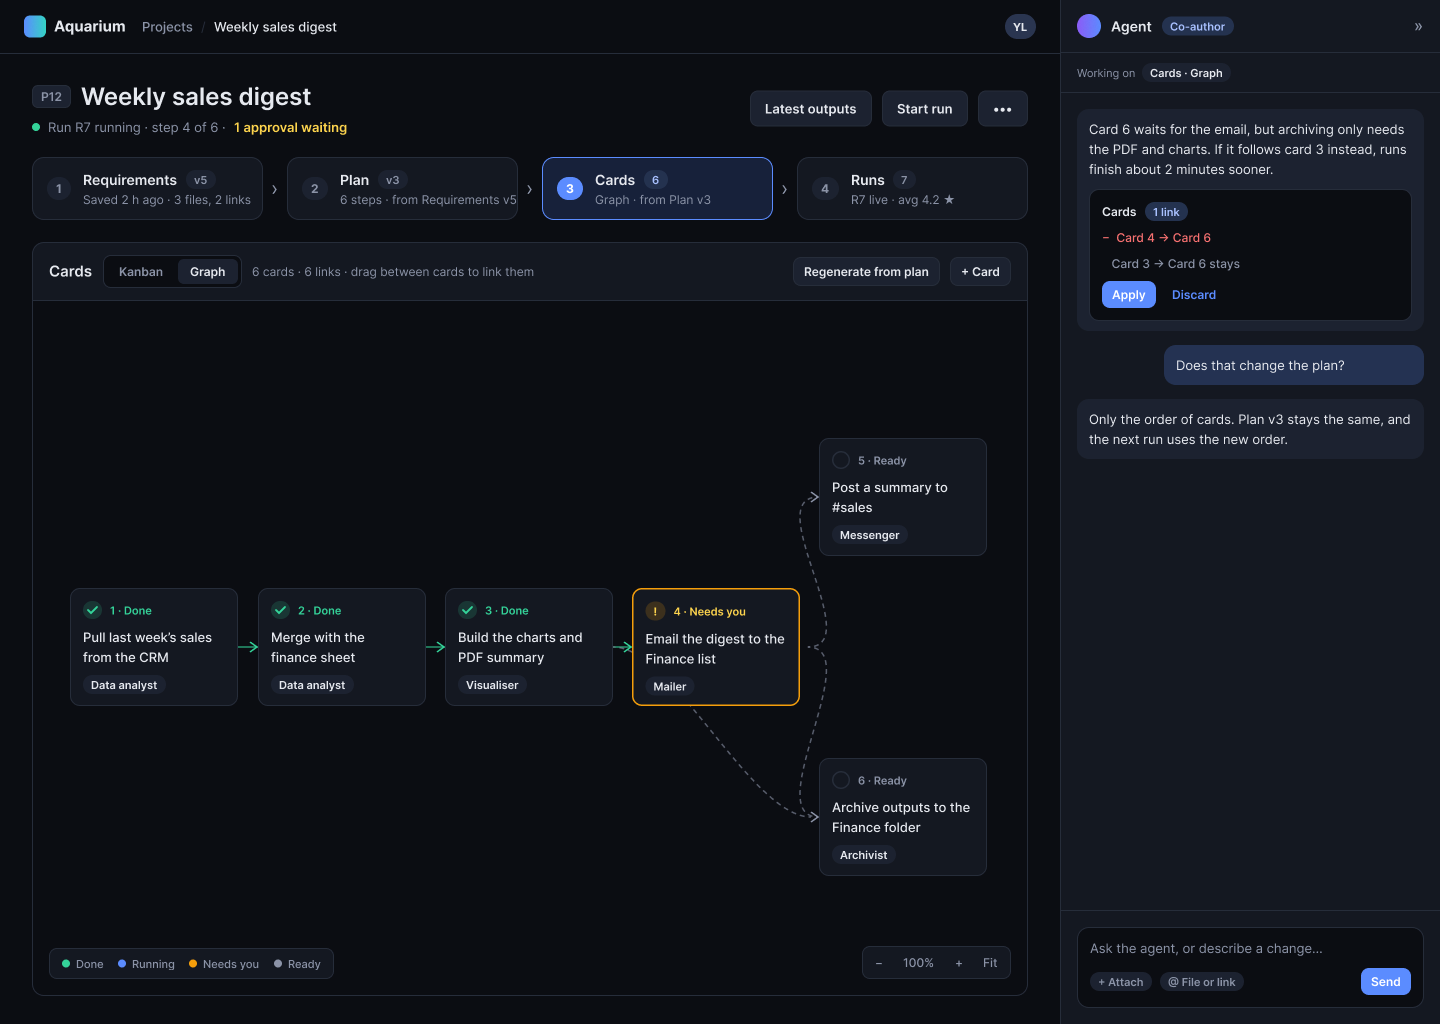 Aquarium Projects / Weekly sales digest
YL
P12 Weekly sales digest
Run R7 running · step 4 of 6 · 1 approval waiting
Latest outputs
Start run
•••
1 Requirements v5
Saved 2 h ago · 3 files, 2 links
›
2 Plan v3
6 steps · from Requirements v5
›
3 Cards 6
Graph · from Plan v3
›
4 Runs 7
R7 live · avg 4.2 ★
Cards Kanban Graph 6 cards · 6 links · drag between cards to link them
Regenerate from plan
+ Card
1 · Done
Pull last week's sales
from the CRM
Data analyst
2 · Done
Merge with the
finance sheet
Data analyst
3 · Done
Build the charts and
PDF summary
Visualiser
! 4 · Needs you
Email the digest to the
Finance list
Mailer
5 · Ready
Post a summary to
#sales
Messenger
6 · Ready
Archive outputs to the
Finance folder
Archivist
Done Running Needs you Ready
− 100% + Fit
Agent Co-author »
Working on Cards · Graph
Card 6 waits for the email, but archiving only needs
the PDF and charts. If it follows card 3 instead, runs
finish about 2 minutes sooner.
Cards 1 link
− Card 4 → Card 6
Card 3 → Card 6 stays
Apply Discard
Does that change the plan?
Only the order of cards. Plan v3 stays the same, and
the next run uses the new order.
Ask the agent, or describe a change...
+ Attach @ File or link Send